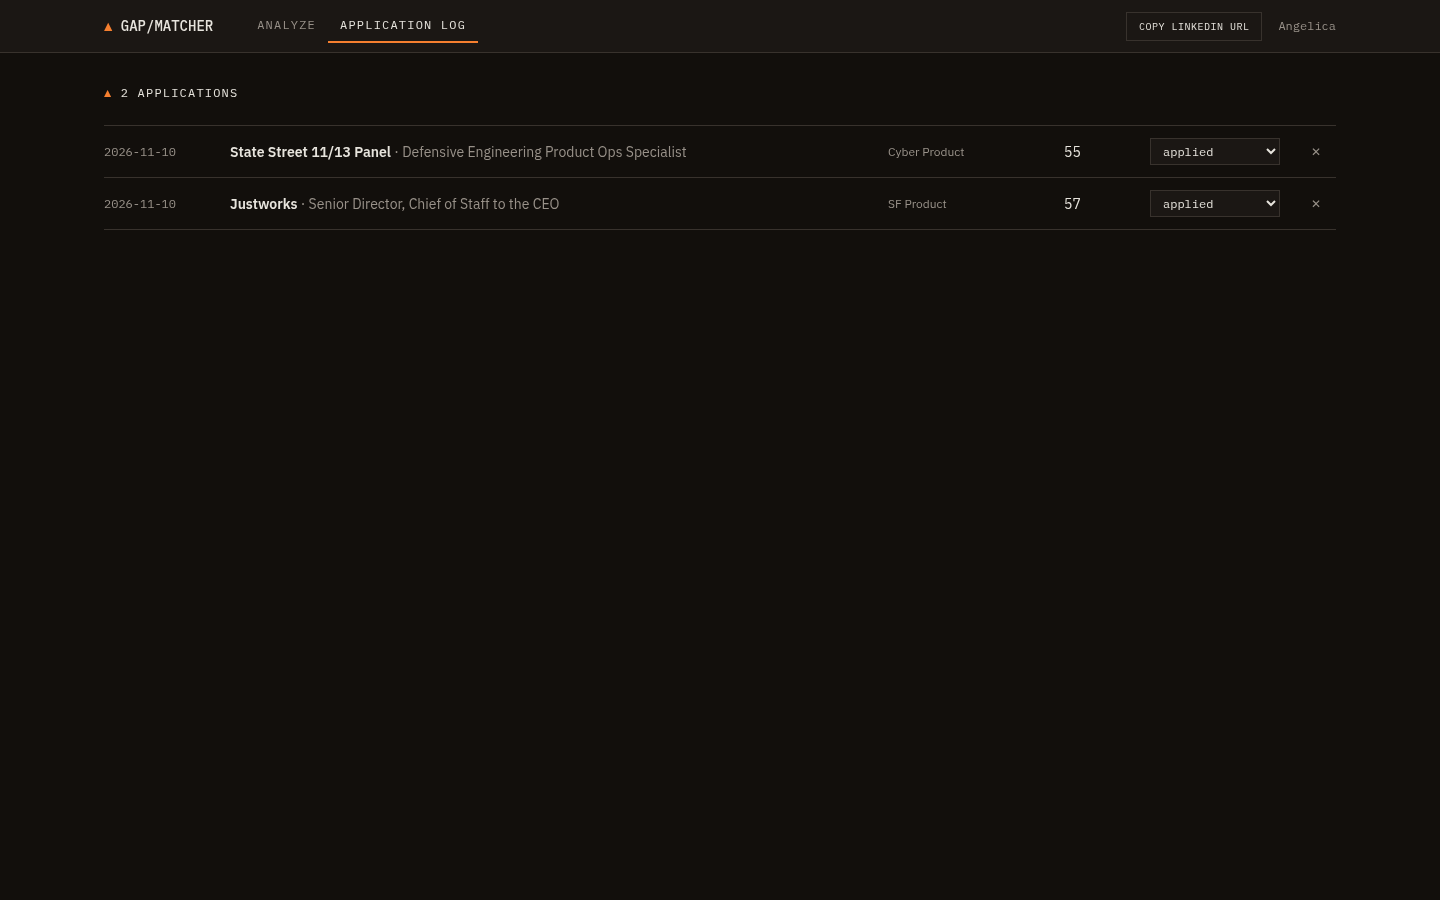 ▲ GAP/MATCHER ANALYZE APPLICATION LOG COPY LINKEDIN URL Angelica
▲ 2 APPLICATIONS
2026-11-10 State Street 11/13 Panel · Defensive Engineering Product Ops Specialist Cyber Product 55 applied ✕
2026-11-10 Justworks · Senior Director, Chief of Staff to the CEO SF Product 57 applied ✕